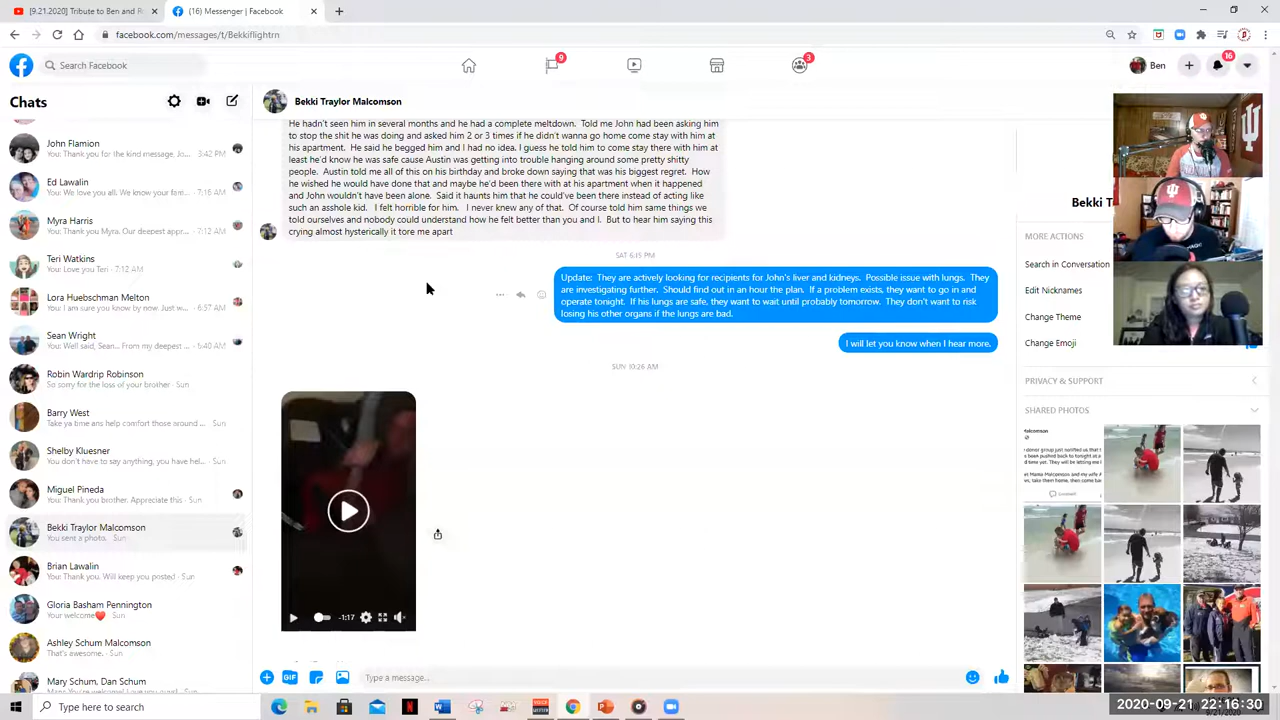 [9.21.2020] Tribute to Ben and R
(16) Messenger | Facebook
facebook.com/messages/t/Bekkiflightrn
Search Facebook
9
3
Ben
16
Chats
Bekki Traylor Malcomson
John Flamion
You: Thank you for the kind message, Jo... 3:42 PM
Ed Lawalin
You: We love you all. We know your fam... 7:16 AM
Myra Harris
You: Thank you Myra. Our deepest appr... 7:12 AM
Teri Watkins
You: Love you Teri · 7:12 AM
Lora Huebschman Melton
You: I am sure you know by now. Just w... 6:57 AM
Sean Wright
You: Well said, Sean... From my deepest ... 6:40 AM
Robin Wardrip Robinson
So sorry for the loss of your brother · Sun
Barry West
Take ya time ans help comfort those around ... · Sun
Shelby Kluesner
You don't have to say anything, you have hel... · Sun
Miguel Pineda
You: Thank you brother. Appreciate this · Sun
Bekki Traylor Malcomson
You sent a photo. · Sun
Brian Lawalin
You: Thank you. Will keep you posted · Sun
Gloria Basham Pennington
Your welcome❤ · Sun
Ashley Schum Malcomson
That's awesome. · Sun
Mary Schum, Dan Schum
He hadn't seen him in several months and he had a complete meltdown. Told me John had been asking him
to stop the shit he was doing and asked him 2 or 3 times if he didn't wanna go home come stay with him at
his apartment. He said he begged him and I had no idea. I guess he told him to come stay there with him at
least he'd know he was safe cause Austin was getting into trouble hanging around some pretty shitty
people. Austin told me all of this on his birthday and broke down saying that was his biggest regret. How
he wished he would have done that and maybe he'd been there with at his apartment when it happened
and John wouldn't have been alone. Said it haunts him that he could've been there instead of acting like
such an asshole kid. I felt horrible for him. I never knew any of that. Of course told him same things we
told ourselves and nobody could understand how he felt better than you and I. But to hear him saying this
crying almost hysterically it tore me apart
SAT 6:15 PM
Update: They are actively looking for recipients for John's liver and kidneys. Possible issue with lungs. They
are investigating further. Should find out in an hour the plan. If a problem exists, they want to go in and
operate tonight. If his lungs are safe, they want to wait until probably tomorrow. They don't want to risk
losing his other organs if the lungs are bad.
I will let you know when I hear more.
SUN 10:26 AM
-1:17
Type a message...
Bekki T
MORE ACTIONS
Search in Conversation
Edit Nicknames
Change Theme
Change Emoji
PRIVACY & SUPPORT
SHARED PHOTOS
Type here to search
2020-09-21 22:16:30